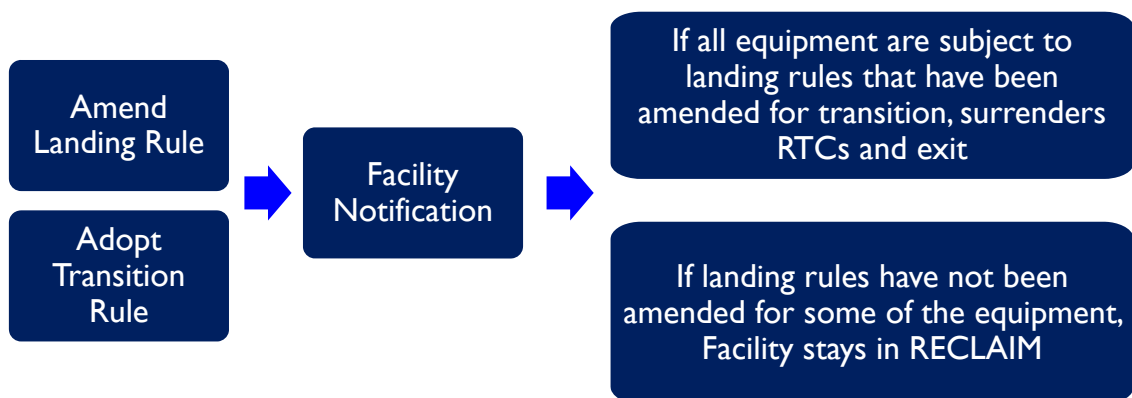 Amend
Landing Rule
Adopt
Transition
Rule
Facility
Notification
If all equipment are subject to
landing rules that have been
amended for transition, surrenders
RTCs and exit
If landing rules have not been
amended for some of the equipment,
Facility stays in RECLAIM